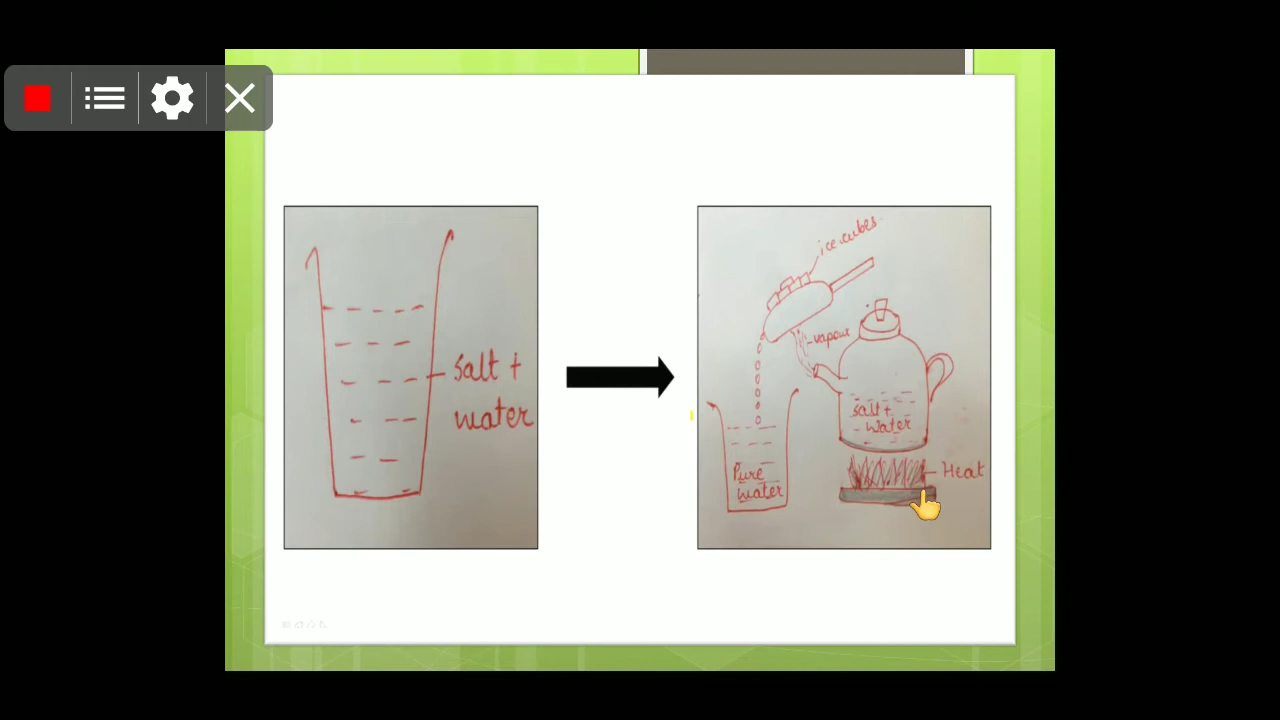 Salt +
water
ice cubes
vapour
Salt +
Water
Heat
Pure
water